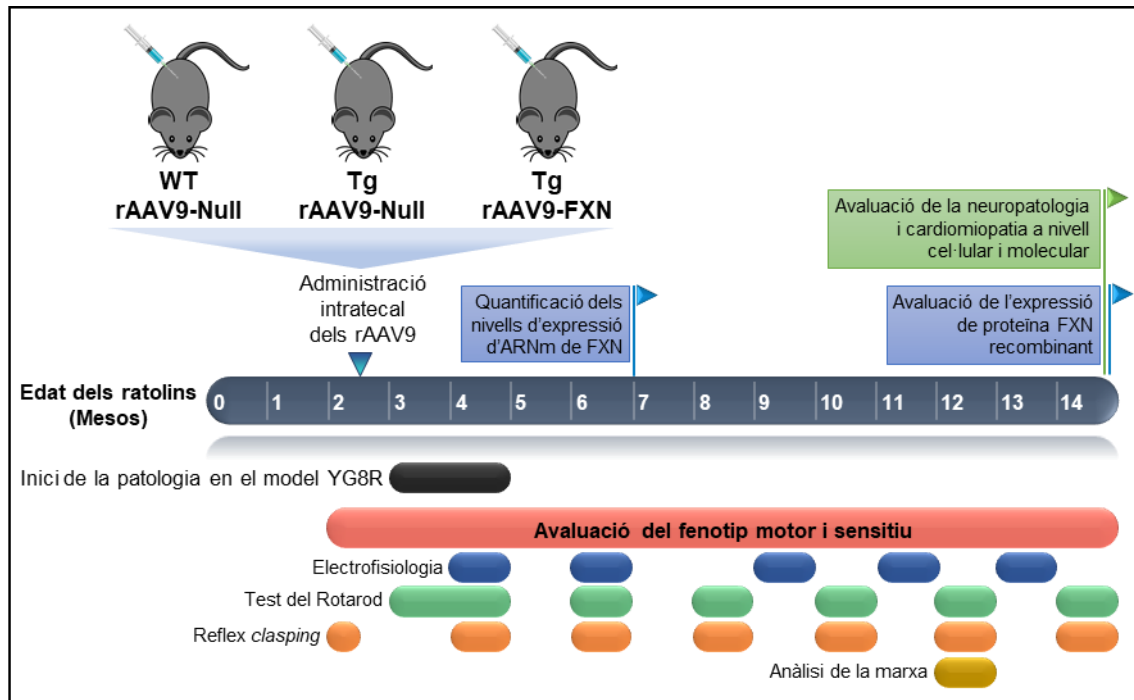 WT
rAAV9-Null
Tg
rAAV9-Null
Tg
rAAV9-FXN
Administració
intratecal
dels rAAV9
Quantificació dels
nivells d'expressió
d'ARNm de FXN
Avaluació de la neuropatologia
i cardiomiopatia a nivell
cel·lular i molecular
Avaluació de l'expressió
de proteïna FXN
recombinant
Edat dels ratolins
(Mesos)
0 1 2 3 4 5 6 7 8 9 10 11 12 13 14
Inici de la patologia en el model YG8R
Avaluació del fenotip motor i sensitiu
Electrofisiologia
Test del Rotarod
Reflex clasping
Anàlisi de la marxa